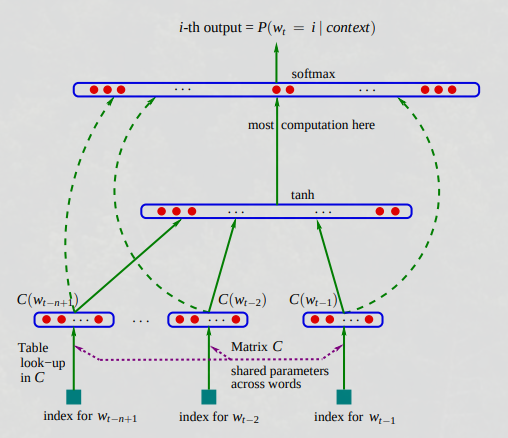 i-th output = P(w_t = i | context)
softmax
... ...
most computation here
tanh
... ...
C(w_{t−n+1}) C(w_{t−2}) C(w_{t−1})
... ... ... ...
Table Matrix C
look−up shared parameters
in C across words
index for w_{t−n+1} index for w_{t−2} index for w_{t−1}